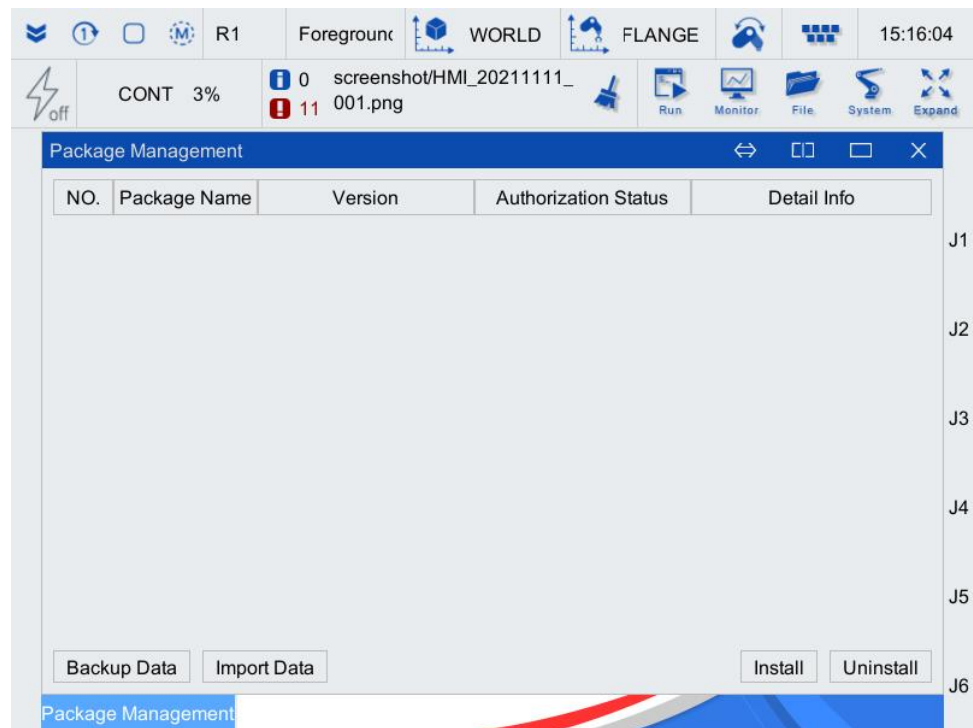 1 M R1 Foreground WORLD FLANGE 15:16:04
off CONT 3% i 0 screenshot/HMI_20211111_
! 11 001.png Run Monitor File System Expand
Package Management
NO. Package Name Version Authorization Status Detail Info
J1
J2
J3
J4
J5
Backup Data Import Data Install Uninstall
J6
Package Management